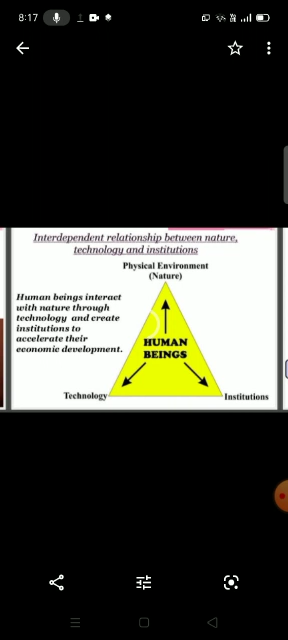 8:17
Interdependent relationship between nature,
technology and institutions
Physical Environment
(Nature)
Human beings interact
with nature through
technology and create
institutions to
accelerate their
economic development.
HUMAN
BEINGS
Technology
Institutions